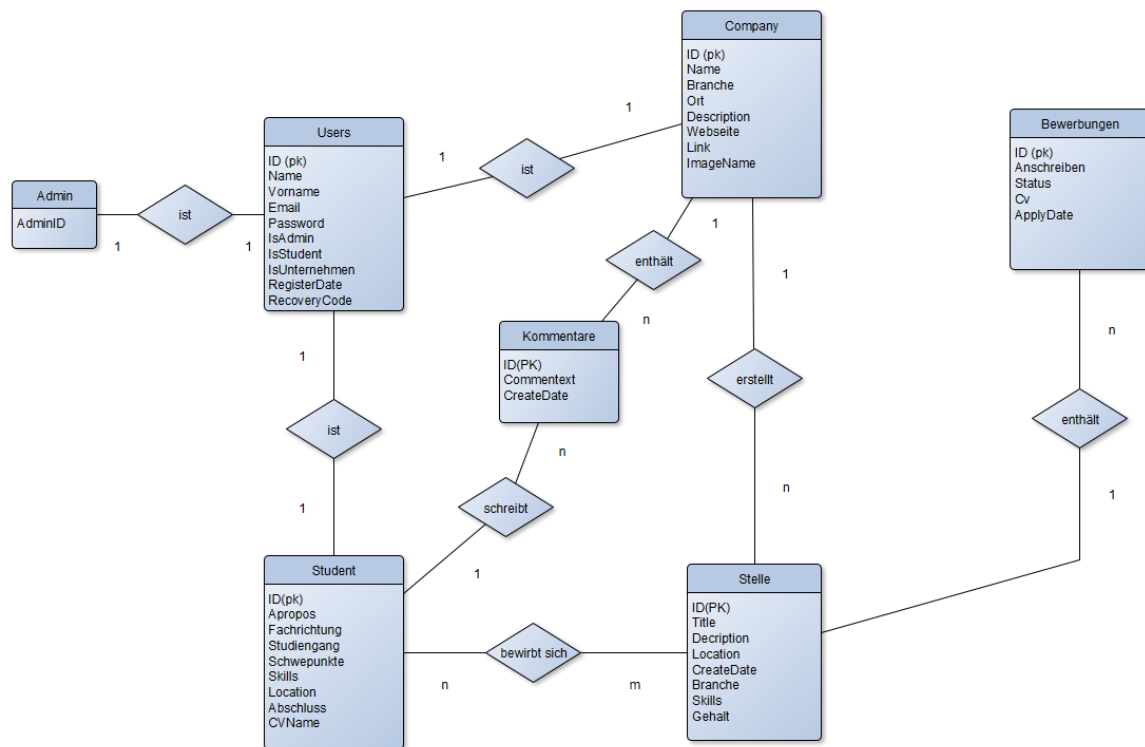 Company
ID (pk)
Name
Branche
Ort
Description
Webseite
Link
ImageName
Users
ID (pk)
Name
Vorname
Email
Password
IsAdmin
IsStudent
IsUnternehmen
RegisterDate
RecoveryCode
Bewerbungen
ID (pk)
Anschreiben
Status
Cv
ApplyDate
Admin
AdminID
ist
1
1
ist
1
1
enthält
1
n
Kommentare
ID(PK)
Commentext
CreateDate
erstellt
1
n
enthält
n
1
ist
1
1
schreibt
n
1
Student
ID(pk)
Apropos
Fachrichtung
Studiengang
Schwepunkte
Skills
Location
Abschluss
CVName
bewirbt sich
n
m
Stelle
ID(PK)
Title
Decription
Location
CreateDate
Branche
Skills
Gehalt